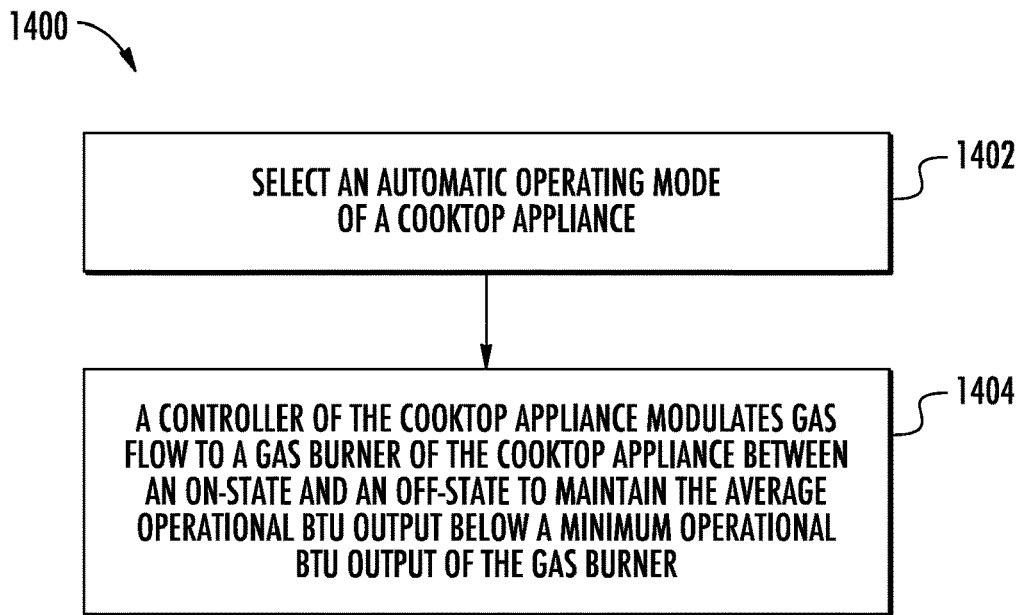 1400
SELECT AN AUTOMATIC OPERATING MODE
OF A COOKTOP APPLIANCE
1402
A CONTROLLER OF THE COOKTOP APPLIANCE MODULATES GAS
FLOW TO A GAS BURNER OF THE COOKTOP APPLIANCE BETWEEN
AN ON-STATE AND AN OFF-STATE TO MAINTAIN THE AVERAGE
OPERATIONAL BTU OUTPUT BELOW A MINIMUM OPERATIONAL
BTU OUTPUT OF THE GAS BURNER
1404